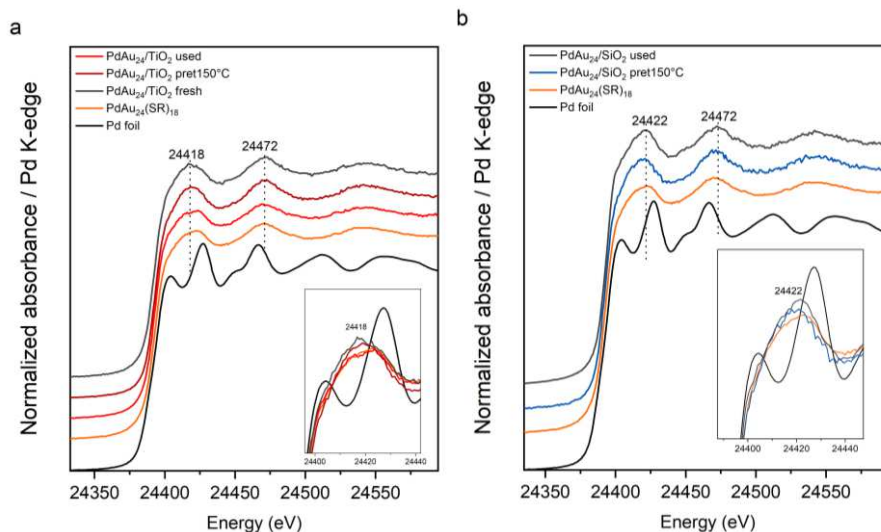 a
Normalized absorbance / Pd K-edge
PdAu24/TiO2 used
PdAu24/TiO2 pret150°C
PdAu24/TiO2 fresh
PdAu24(SR)18
Pd foil
24418
24472
24418
24400
24420
24440
24350
24400
24450
24500
24550
Energy (eV)
b
Normalized absorbance / Pd K-edge
PdAu24/SiO2 used
PdAu24/SiO2 pret150°C
PdAu24(SR)18
Pd foil
24422
24472
24422
24400
24420
24440
24350
24400
24450
24500
24550
Energy (eV)